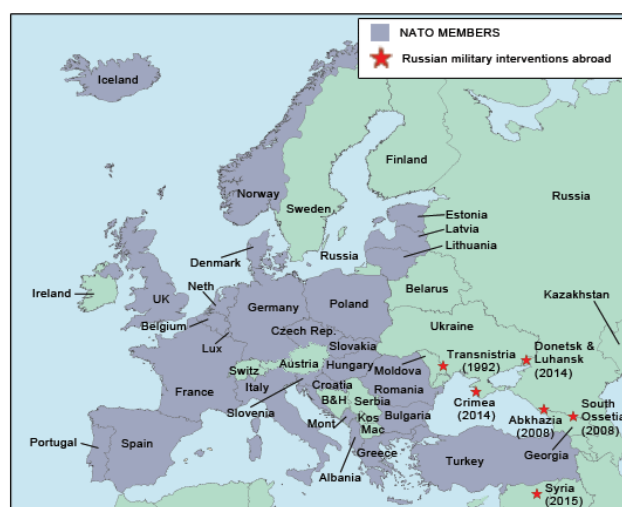 NATO MEMBERS
Russian military interventions abroad
Iceland
Finland
Norway
Russia
Sweden
Estonia
Latvia
Denmark
Lithuania
Russia
Ireland
Neth
Belarus
UK
Kazakhstan
Germany
Poland
Belgium
Ukraine
Czech Rep.
Lux
Slovakia
Transnistria
(1992)
Donetsk &
Luhansk
(2014)
Austria
Switz
Hungary
Moldova
France
Italy
Croatia
Romania
Slovenia
B&H
Serbia
Crimea
(2014)
Abkhazia
(2008)
South
Ossetia
(2008)
Kos
Bulgaria
Mont
Mac
Portugal
Spain
Greece
Turkey
Georgia
Albania
Syria
(2015)